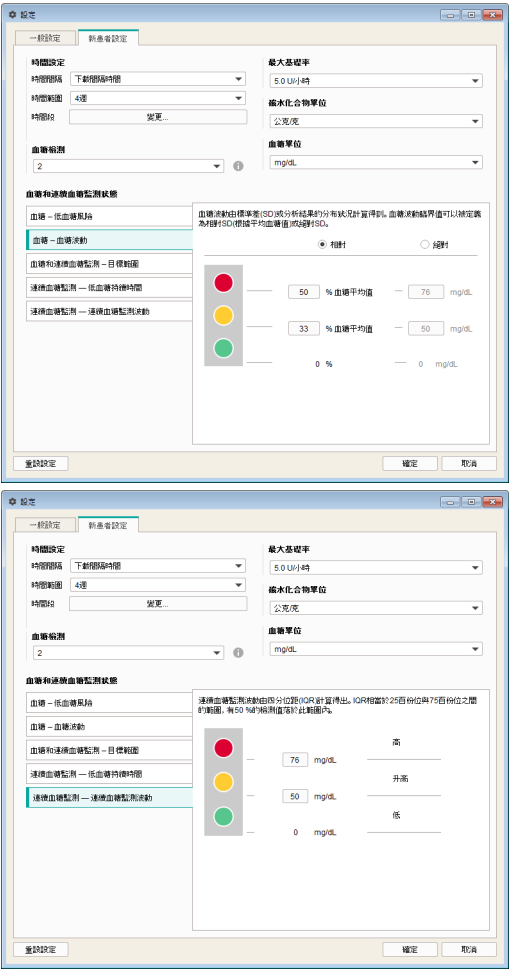 設定
一般設定 新患者設定
時間設定 最大基礎率
時間間隔 下載間隔時間 5.0 U/小時
時間範圍 4週 碳水化合物單位
時間段 變更... 公克/克
血糖檢測 血糖單位
2 mg/dL
血糖和連續血糖監測狀態
血糖 – 低血糖風險
血糖 – 血糖波動
血糖和連續血糖監測 – 目標範圍
連續血糖監測 — 低血糖持續時間
連續血糖監測 — 連續血糖監測波動
血糖波動由標準差(SD)或分析結果的分布狀況計算得到。血糖波動臨界值可以被定義
為相對SD(根據平均血糖值)或絕對SD。
相對 絕對
50 % 血糖平均值 76 mg/dL
33 % 血糖平均值 50 mg/dL
0 % 0 mg/dL
重設設定 確定 取消
設定
一般設定 新患者設定
時間設定 最大基礎率
時間間隔 下載間隔時間 5.0 U/小時
時間範圍 4週 碳水化合物單位
時間段 變更... 公克/克
血糖檢測 血糖單位
2 mg/dL
血糖和連續血糖監測狀態
血糖 – 低血糖風險
血糖 – 血糖波動
血糖和連續血糖監測 – 目標範圍
連續血糖監測 — 低血糖持續時間
連續血糖監測 — 連續血糖監測波動
連續血糖監測波動由四分位距(IQR)計算得出。IQR相當於25百份位與75百份位之間
的範圍, 有50 %的檢測值落於此範圍內。
高
76 mg/dL
升高
50 mg/dL
低
0 mg/dL
重設設定 確定 取消